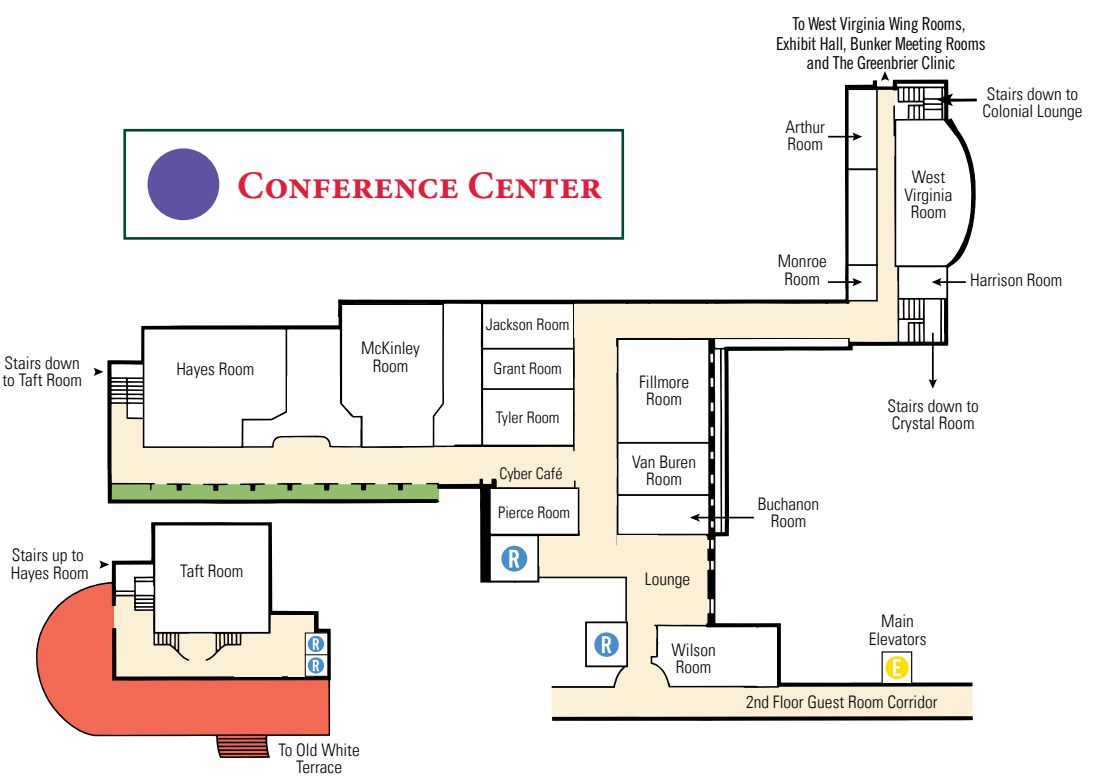 To West Virginia Wing Rooms,
Exhibit Hall, Bunker Meeting Rooms
and The Greenbrier Clinic
Stairs down to
Colonial Lounge
Arthur
Room
CONFERENCE CENTER
West
Virginia
Room
Monroe
Room
Harrison Room
Jackson Room
McKinley
Room
Stairs down
to Taft Room
Hayes Room
Grant Room
Fillmore
Room
Tyler Room
Stairs down to
Crystal Room
Cyber Café
Van Buren
Room
Pierce Room
Buchanon
Room
R
Stairs up to
Hayes Room
Taft Room
Lounge
Main
Elevators
R
R
R
Wilson
Room
E
2nd Floor Guest Room Corridor
To Old White
Terrace